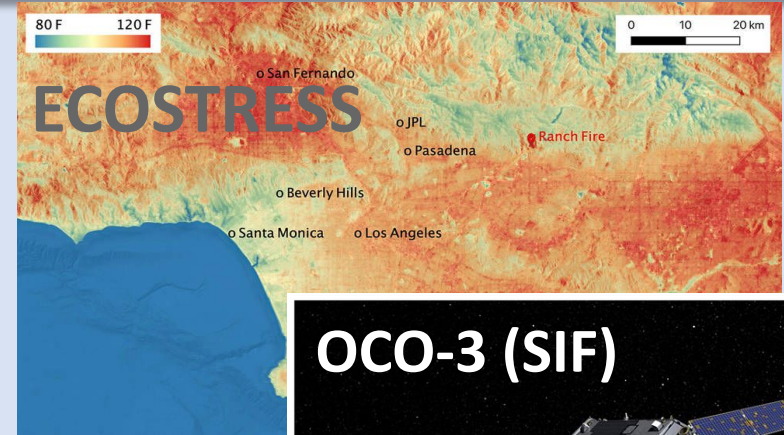 80 F 120 F
0 10 20 km
o San Fernando
ECOSTRESS
o JPL
Ranch Fire
o Pasadena
o Beverly Hills
o Santa Monica o Los Angeles
OCO-3 (SIF)